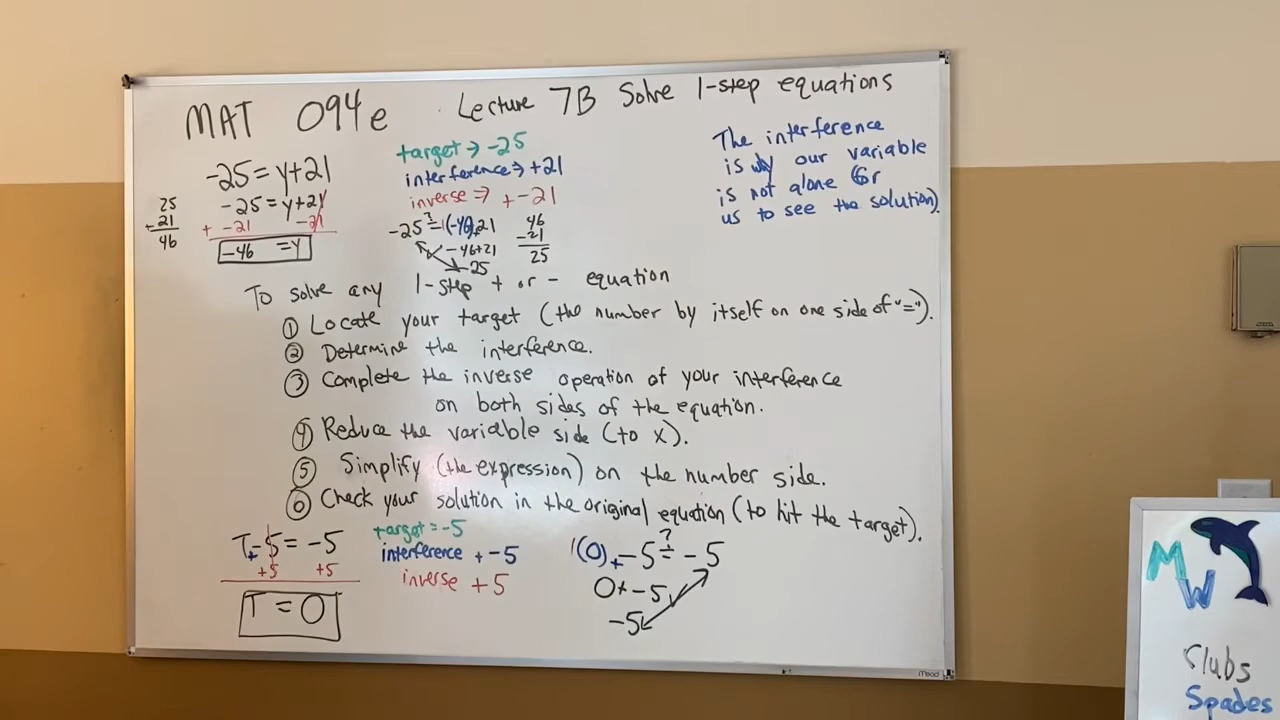 MAT 094e
Lecture 7B Solve 1-step equations
-25 = y+21
-25 = y+21
+ -21 -21
-46 = y
25
+21
46
target → -25
interference → +21
inverse ⇒ + -21
-25 ≟ 1(-46)+21
-46+21
-25
46
-21
25
The interference
is why our variable
is not alone (for
us to see the solution).
To solve any 1-step + or - equation
① Locate your target (the number by itself on one side of "=").
② Determine the interference.
③ Complete the inverse operation of your interference
on both sides of the equation.
④ Reduce the variable side (to x).
⑤ Simplify (the expression) on the number side.
⑥ Check your solution in the original equation (to hit the target).
T-5 = -5
+
+5 +5
T = 0
target = -5
interference + -5
inverse +5
1(0)+-5 ≟ -5
0+ -5
-5
MW
Clubs
Spades
Mead